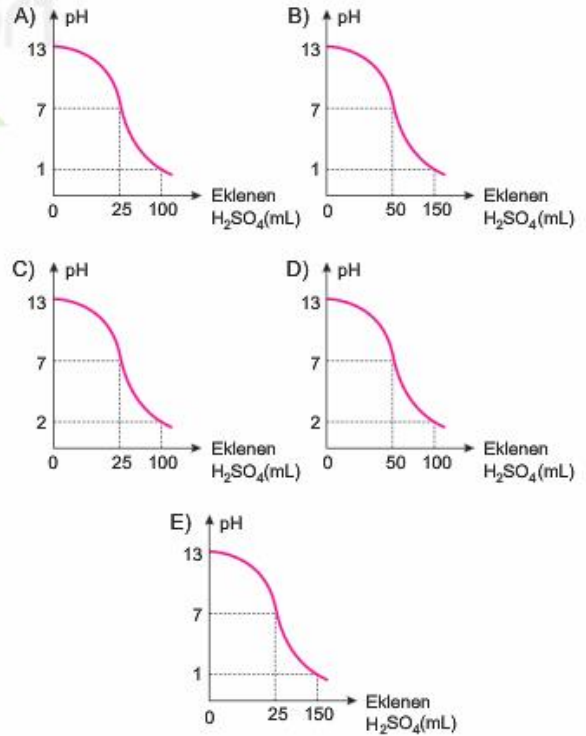 A) pH
13
7
1
0 25 100
Eklenen
H₂SO₄(mL)
B) pH
13
7
1
0 50 150
Eklenen
H₂SO₄(mL)
C) pH
13
7
2
0 25 100
Eklenen
H₂SO₄(mL)
D) pH
13
7
2
0 50 100
Eklenen
H₂SO₄(mL)
E) pH
13
7
1
0 25 150
Eklenen
H₂SO₄(mL)